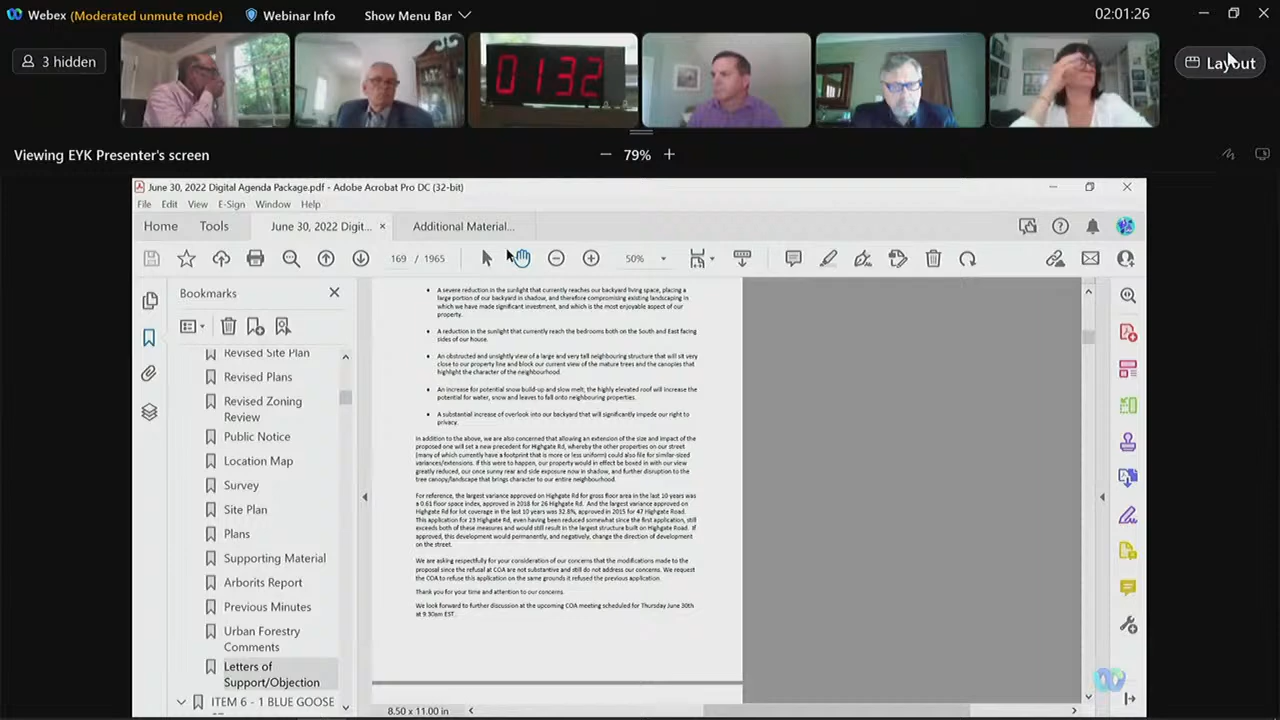 Webex (Moderated unmute mode) Webinar Info Show Menu Bar 02:01:26
3 hidden
0132
Layout
Viewing EYK Presenter's screen
79%
June 30, 2022 Digital Agenda Package.pdf - Adobe Acrobat Pro DC (32-bit)
File Edit View E-Sign Window Help
Home Tools June 30, 2022 Digit... Additional Material...
169 / 1965 50%
Bookmarks
Revised Site Plan
Revised Plans
Revised Zoning
Review
Public Notice
Location Map
Survey
Site Plan
Plans
Supporting Material
Arborits Report
Previous Minutes
Urban Forestry
Comments
Letters of
Support/Objection
ITEM 6 - 1 BLUE GOOSE
• A severe reduction in the sunlight that currently reaches our backyard living space, placing a
large portion of our backyard in shadow, and therefore compromising existing landscaping in
which we have made significant investment, and which is the most enjoyable aspect of our
property.
• A reduction in the sunlight that currently reach the bedrooms both on the South and East facing
sides of our house.
• An obstructed and unsightly view of a large and very tall neighbouring structure that will sit very
close to our property line and block our current view of the mature trees and the canopies that
highlight the character of the neighbourhood.
• An increase for potential snow build-up and slow melt; the highly elevated roof will increase the
potential for water, snow and leaves to fall onto neighbouring properties.
• A substantial increase of overlook into our backyard that will significantly impede our right to
privacy.
In addition to the above, we are also concerned that allowing an extension of the size and impact of the
proposed one will set a new precedent for Highgate Rd, whereby the other properties on our street
(many of which currently have a footprint that is more or less uniform) could also file for similar-sized
variances/extensions. If this were to happen, our property would in effect be boxed in with our view
greatly reduced, our once sunny rear and side exposure now in shadow, and further disruption to the
tree canopy/landscape that brings character to our entire neighbourhood.
For reference, the largest variance approved on Highgate Rd for gross floor area in the last 10 years was
a 0.61 floor space index, approved in 2018 for 26 Highgate Rd. And the largest variance approved on
Highgate Rd for lot coverage in the last 10 years was 32.8%, approved in 2015 for 47 Highgate Road.
This application for 23 Highgate Rd, even having been reduced somewhat since the first application, still
exceeds both of these measures and would still result in the largest structure built on Highgate Road. If
approved, this development would permanently, and negatively, change the direction of development
on the street.
We are asking respectfully for your consideration of our concerns that the modifications made to the
proposal since the refusal at COA are not substantive and still do not address our concerns. We request
the COA to refuse this application on the same grounds it refused the previous application.
Thank you for your time and attention to our concerns.
We look forward to further discussion at the upcoming COA meeting scheduled for Thursday June 30th
at 9:30am EST.
8.50 x 11.00 in